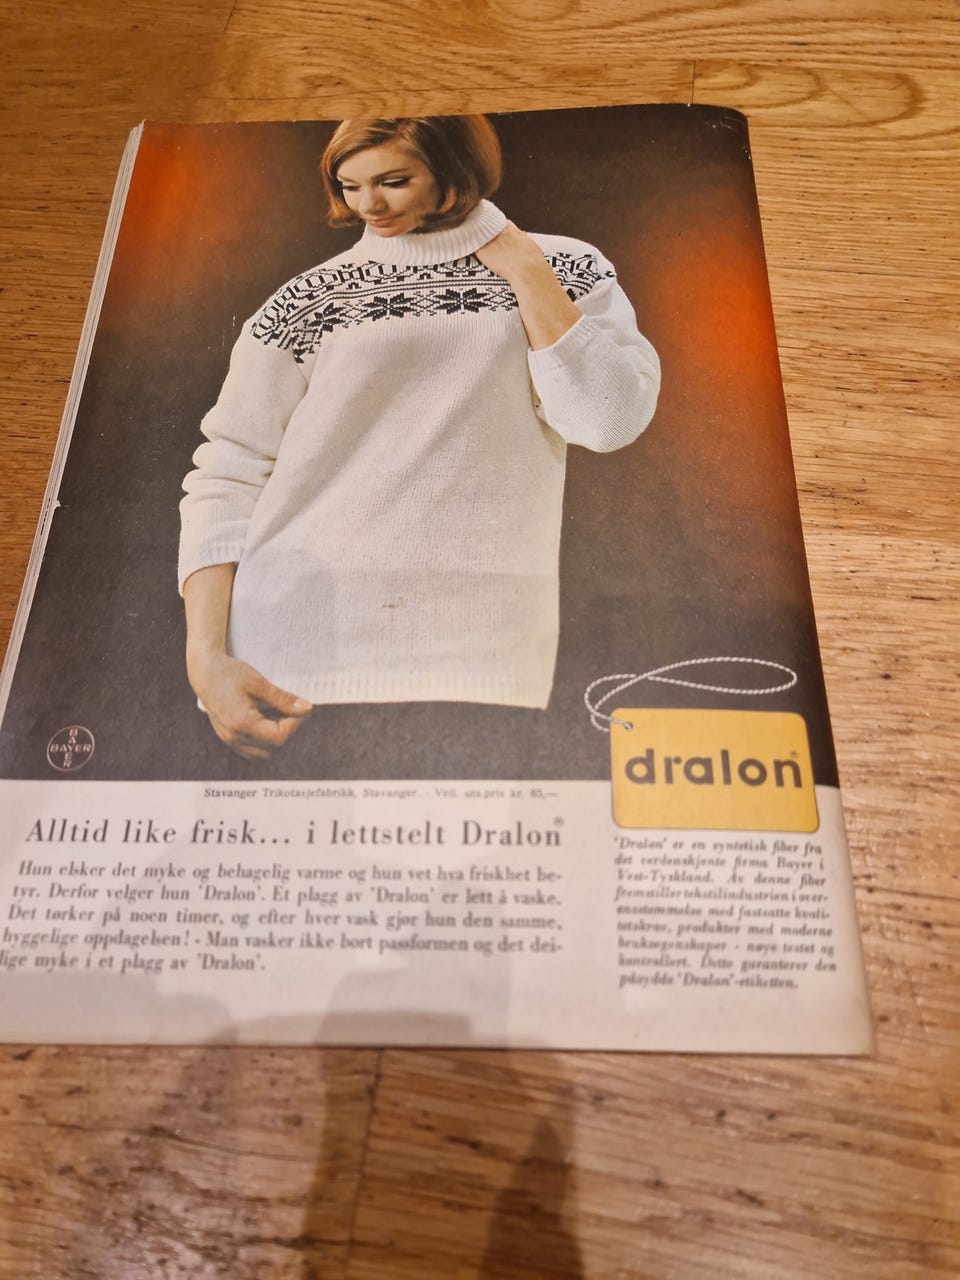 BAYER
BAYER
dralon®
Stavanger Trikotasjefabrikk, Stavanger. - Veil. uts.pris kr. 85,—
Alltid like frisk... i lettstelt Dralon®
Hun elsker det myke og behagelig varme og hun vet hva friskhet be-
tyr. Derfor velger hun 'Dralon'. Et plagg av 'Dralon' er lett å vaske.
Det tørker på noen timer, og efter hver vask gjør hun den samme,
hyggelige oppdagelsen! - Man vasker ikke bort passformen og det dei-
lige myke i et plagg av 'Dralon'.
'Dralon' er en syntetisk fiber fra
det verdenskjente firma Bayer i
Vest-Tyskland. Av denne fiber
fremstiller tekstilindustrien i over-
ensstemmelse med fastsatte kvali-
tetskrav, produkter med moderne
bruksegenskaper - nøye testet og
kontrollert. Dette garanterer den
påsydde 'Dralon'-etiketten.